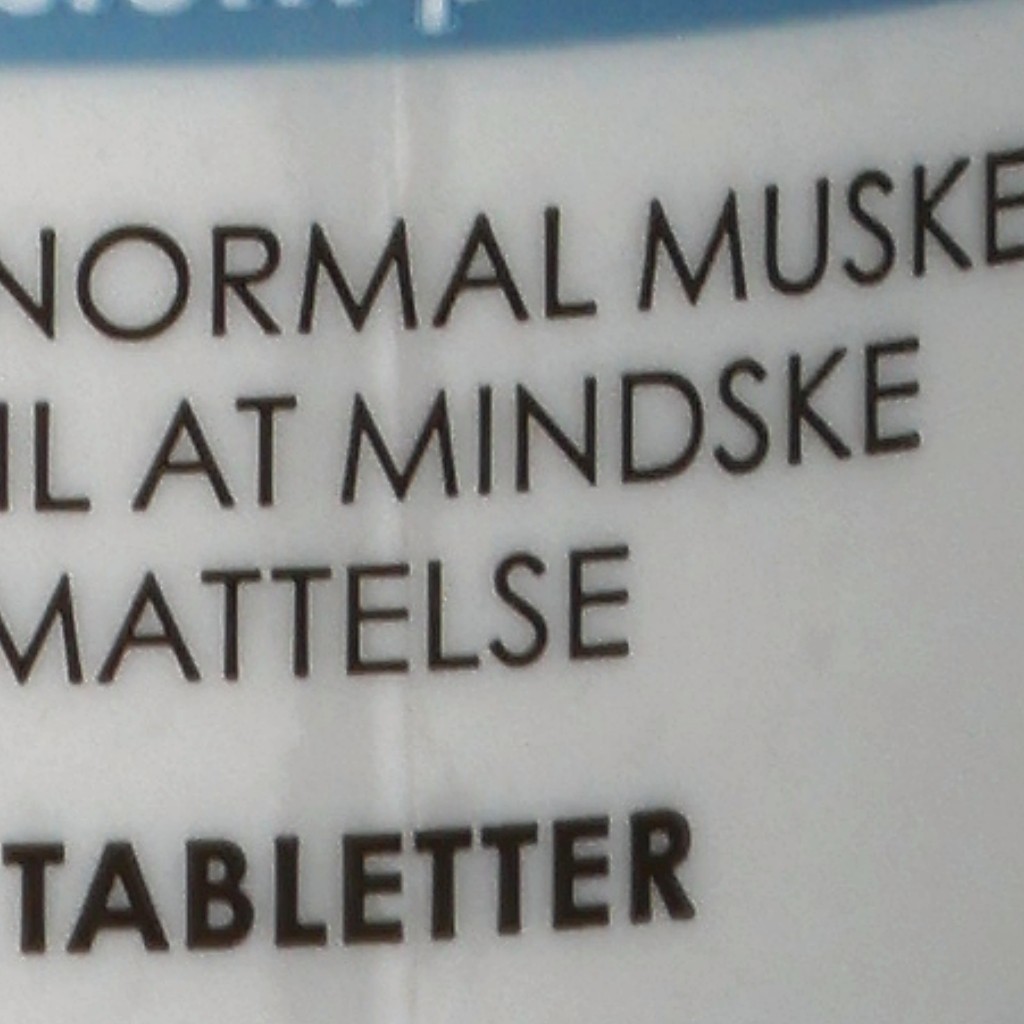 NORMAL MUSKE
IL AT MINDSKE
MATTELSE
TABLETTER